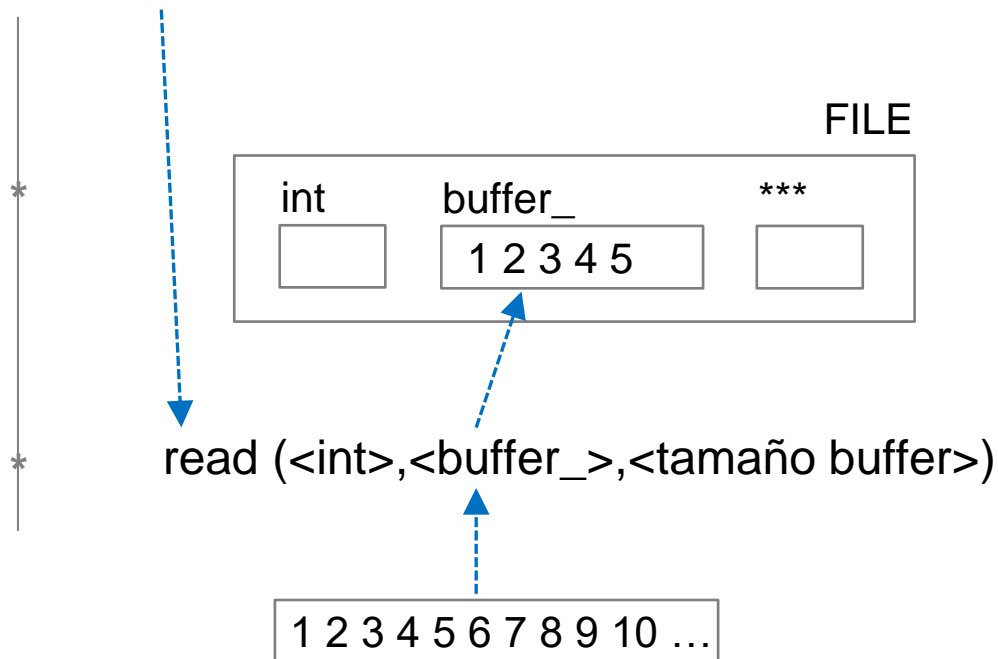 FILE
* int buffer_ ***
1 2 3 4 5
* read (<int>,<buffer_>,<tamaño buffer>)
1 2 3 4 5 6 7 8 9 10 …